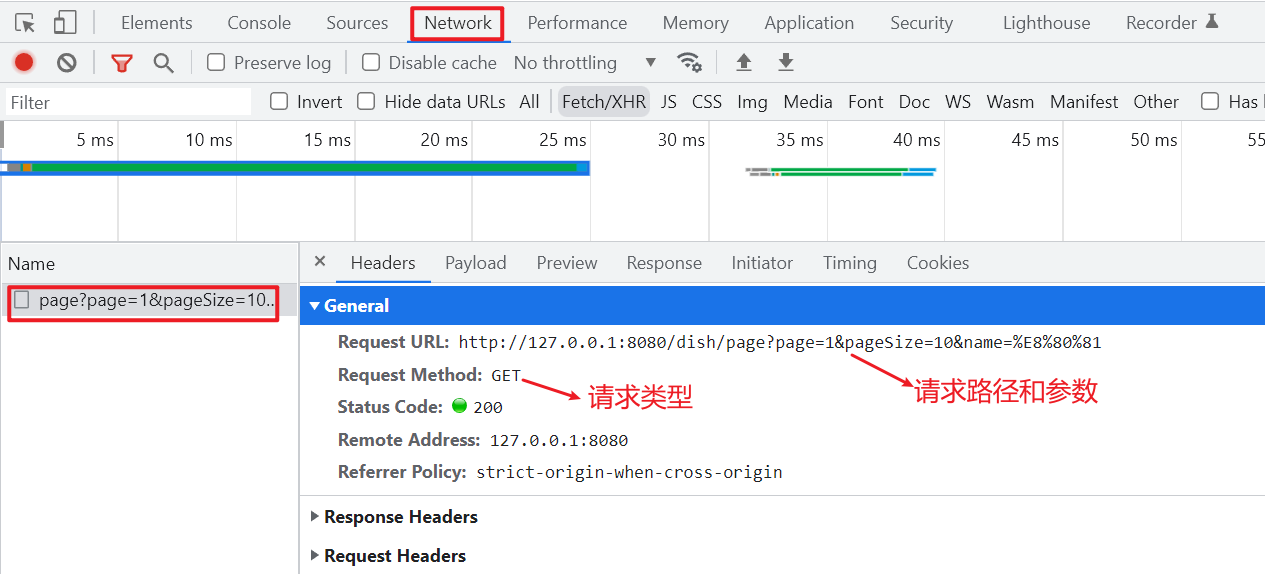 Elements Console Sources Network Performance Memory Application Security Lighthouse Recorder
Preserve log Disable cache No throttling
Filter Invert Hide data URLs All Fetch/XHR JS CSS Img Media Font Doc WS Wasm Manifest Other Has
5 ms 10 ms 15 ms 20 ms 25 ms 30 ms 35 ms 40 ms 45 ms 50 ms 55
Name
× Headers Payload Preview Response Initiator Timing Cookies
page?page=1&pageSize=10..
General
Request URL: http://127.0.0.1:8080/dish/page?page=1&pageSize=10&name=%E8%80%81
Request Method: GET
请求类型
请求路径和参数
Status Code: 200
Remote Address: 127.0.0.1:8080
Referrer Policy: strict-origin-when-cross-origin
Response Headers
Request Headers